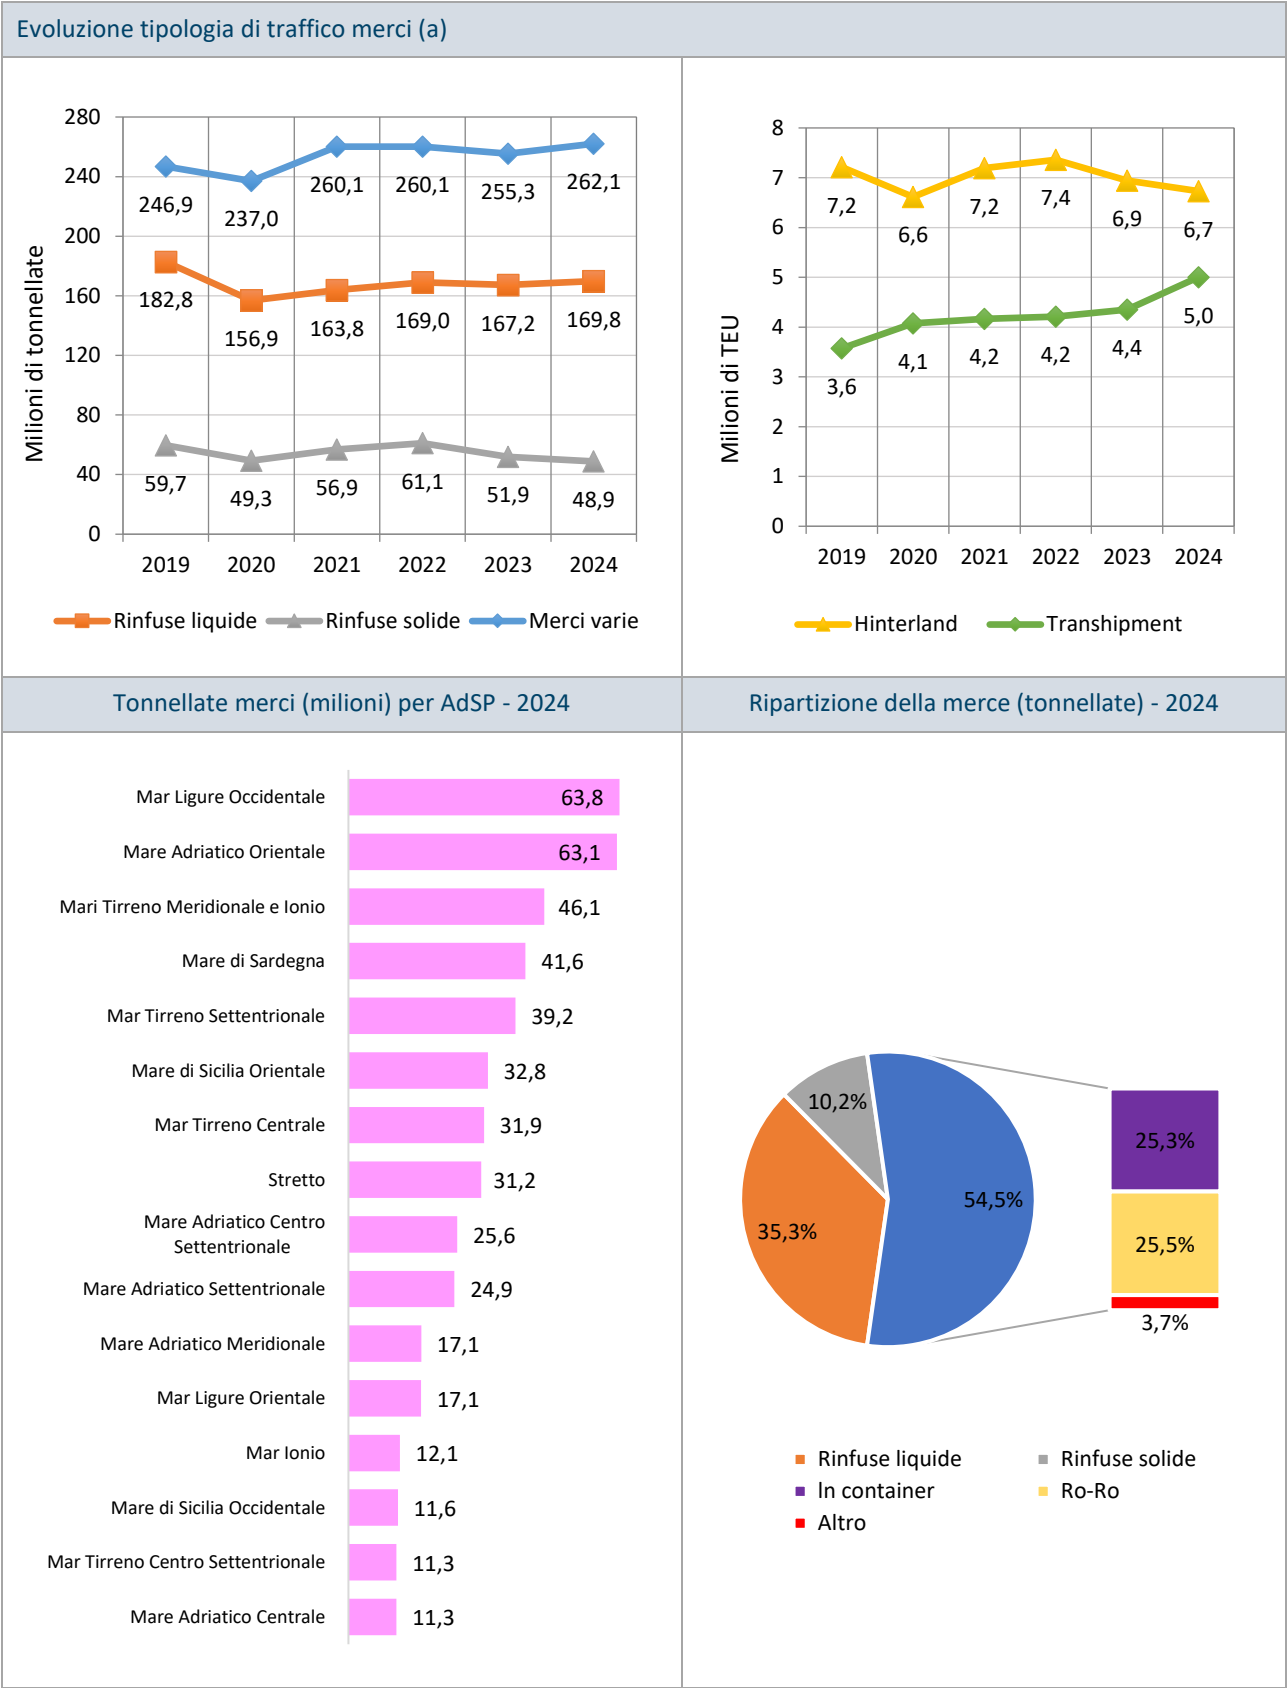 Evoluzione tipologia di traffico merci (a)
Milioni di tonnellate
280
240
200
160
120
80
40
0
246,9
237,0
260,1
260,1
255,3
262,1
182,8
156,9
163,8
169,0
167,2
169,8
59,7
49,3
56,9
61,1
51,9
48,9
2019 2020 2021 2022 2023 2024
Rinfuse liquide Rinfuse solide Merci varie
Milioni di TEU
8
7
6
5
4
3
2
1
0
7,2
6,6
7,2
7,4
6,9
6,7
3,6
4,1
4,2
4,2
4,4
5,0
2019 2020 2021 2022 2023 2024
Hinterland Transhipment
Tonnellate merci (milioni) per AdSP - 2024
Mar Ligure Occidentale 63,8
Mare Adriatico Orientale 63,1
Mari Tirreno Meridionale e Ionio 46,1
Mare di Sardegna 41,6
Mar Tirreno Settentrionale 39,2
Mare di Sicilia Orientale 32,8
Mar Tirreno Centrale 31,9
Stretto 31,2
Mare Adriatico Centro
Settentrionale 25,6
Mare Adriatico Settentrionale 24,9
Mare Adriatico Meridionale 17,1
Mar Ligure Orientale 17,1
Mar Ionio 12,1
Mare di Sicilia Occidentale 11,6
Mar Tirreno Centro Settentrionale 11,3
Mare Adriatico Centrale 11,3
Ripartizione della merce (tonnellate) - 2024
10,2%
54,5%
35,3%
25,3%
25,5%
3,7%
Rinfuse liquide Rinfuse solide
In container Ro-Ro
Altro